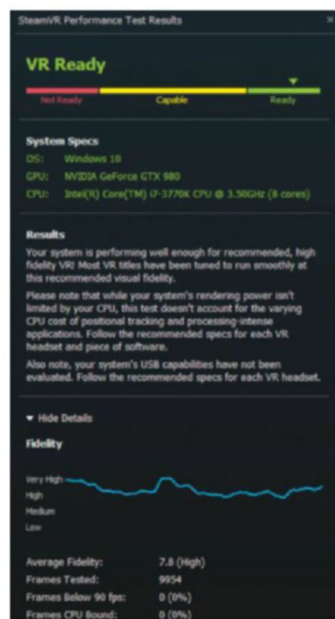 SteamVR Performance Test Results
VR Ready
Not Ready Capable Ready
System Specs
OS: Windows 10
GPU: NVIDIA GeForce GTX 980
CPU: Intel(R) Core(TM) i7-3770K CPU @ 3.50GHz (8 cores)
Results
Your system is performing well enough for recommended, high
fidelity VR! Most VR titles have been tuned to run smoothly at
this recommended visual fidelity.
Please note that while your system's rendering power isn't
limited by your CPU, this test doesn't account for the varying
CPU cost of positional tracking and processing-intense
applications. Follow the recommended specs for each VR
headset and piece of software.
Also note, your system's USB capabilities have not been
evaluated. Follow the recommended specs for each VR headset.
Hide Details
Fidelity
Very High
High
Medium
Low
Average Fidelity: 7.8 (High)
Frames Tested: 9954
Frames Below 90 fps: 0 (0%)
Frames CPU Bound: 0 (0%)